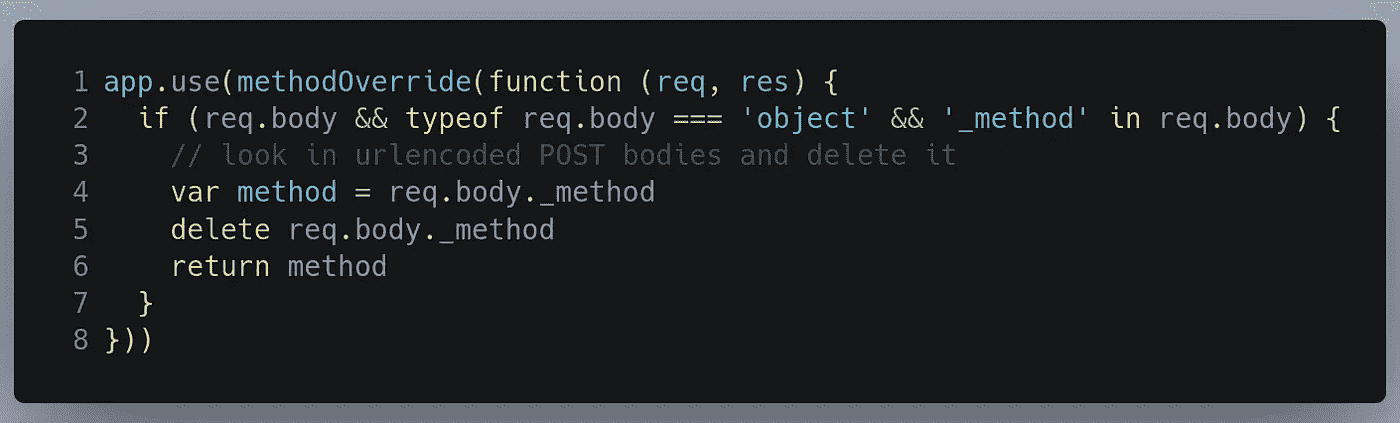 1 app.use(methodOverride(function (req, res) {
2   if (req.body && typeof req.body === 'object' && '_method' in req.body) {
3     // look in urlencoded POST bodies and delete it
4     var method = req.body._method
5     delete req.body._method
6     return method
7   }
8 }))